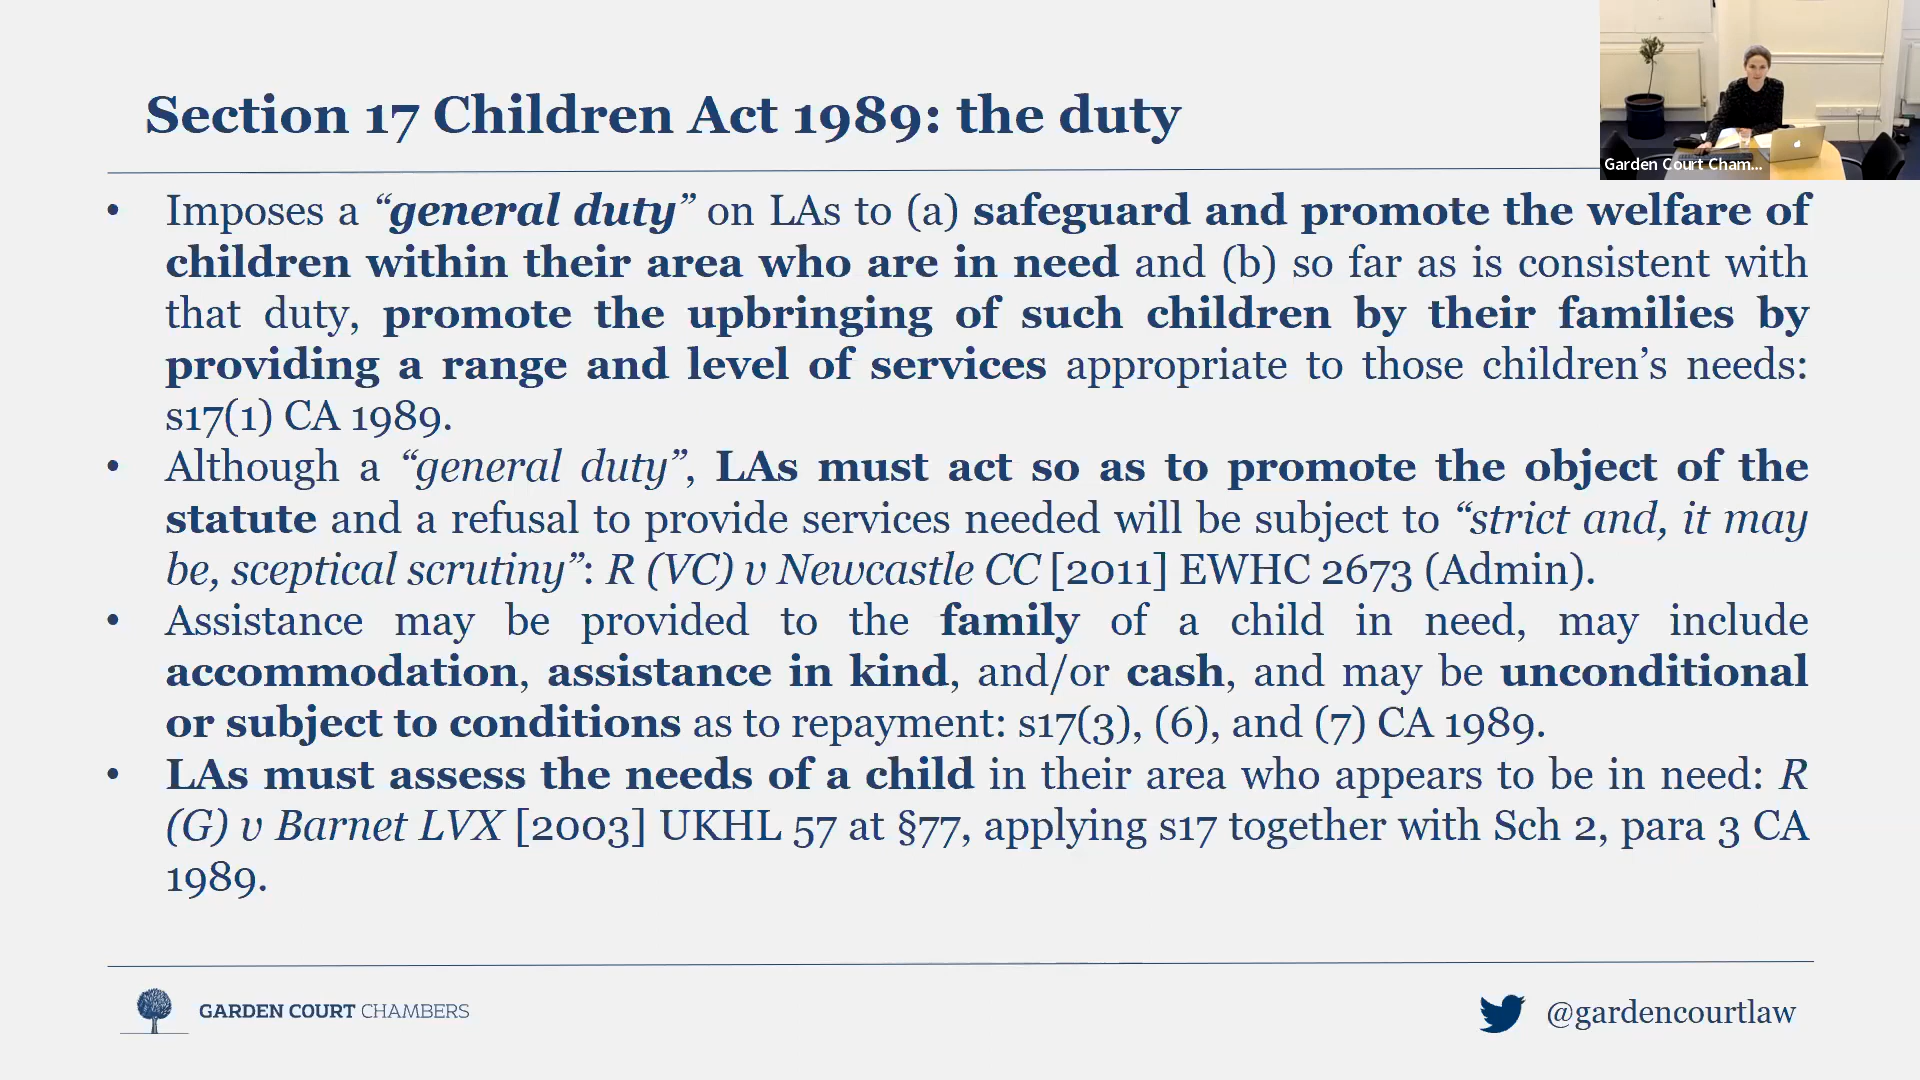 Section 17 Children Act 1989: the duty
Garden Court Cham...
• Imposes a “general duty” on LAs to (a) safeguard and promote the welfare of
children within their area who are in need and (b) so far as is consistent with
that duty, promote the upbringing of such children by their families by
providing a range and level of services appropriate to those children’s needs:
s17(1) CA 1989.
• Although a “general duty”, LAs must act so as to promote the object of the
statute and a refusal to provide services needed will be subject to “strict and, it may
be, sceptical scrutiny”: R (VC) v Newcastle CC [2011] EWHC 2673 (Admin).
• Assistance may be provided to the family of a child in need, may include
accommodation, assistance in kind, and/or cash, and may be unconditional
or subject to conditions as to repayment: s17(3), (6), and (7) CA 1989.
• LAs must assess the needs of a child in their area who appears to be in need: R
(G) v Barnet LVX [2003] UKHL 57 at §77, applying s17 together with Sch 2, para 3 CA
1989.
GARDEN COURT CHAMBERS
@gardencourtlaw